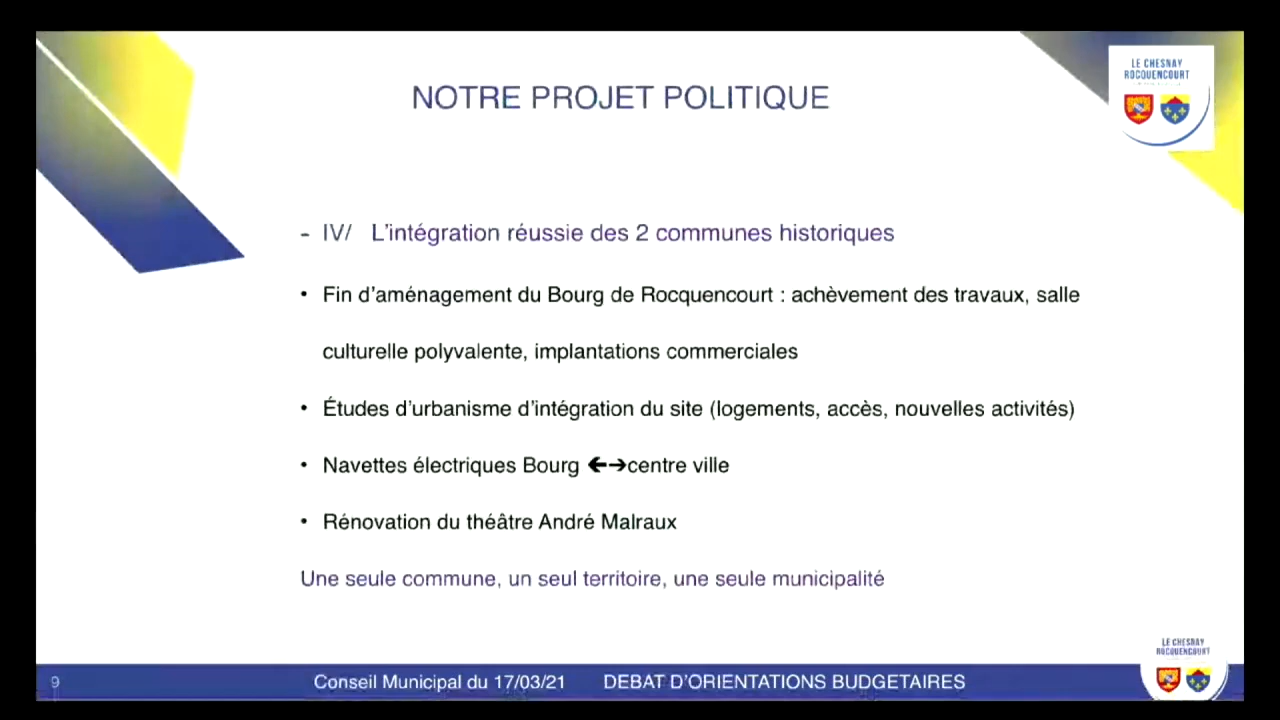 NOTRE PROJET POLITIQUE
LE CHESNAY
ROCQUENCOURT
- IV/ L'intégration réussie des 2 communes historiques
• Fin d'aménagement du Bourg de Rocquencourt : achèvement des travaux, salle
culturelle polyvalente, implantations commerciales
• Études d'urbanisme d'intégration du site (logements, accès, nouvelles activités)
• Navettes électriques Bourg ←→centre ville
• Rénovation du théâtre André Malraux
Une seule commune, un seul territoire, une seule municipalité
LE CHESNAY
ROCQUENCOURT
9 Conseil Municipal du 17/03/21 DEBAT D'ORIENTATIONS BUDGETAIRES